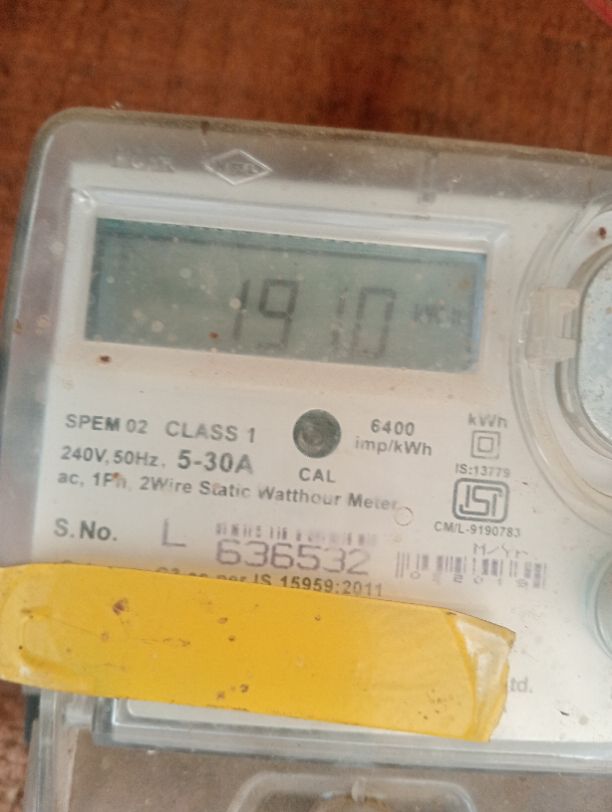 1910 kWh
SPEM 02 CLASS 1
240V, 50Hz, 5-30A
ac, 1Ph, 2Wire Static Watthour Meter
CAL
6400
imp/kWh
kWh
IS:13779
CM/L-9190783
S.No. L 636532
M/Yr
IS 15959:2011
td.